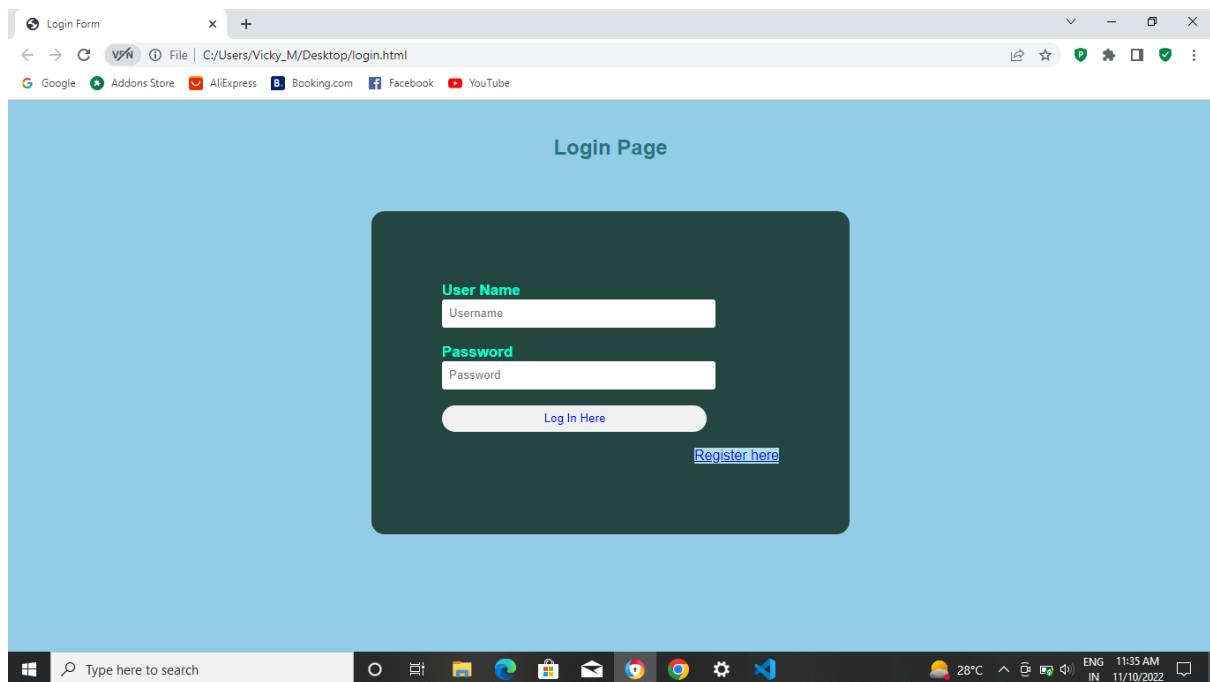 Login Form
VPN File C:/Users/Vicky_M/Desktop/login.html
Google Addons Store AliExpress B. Booking.com Facebook YouTube
Login Page
User Name
Username
Password
Password
Log In Here
Register here
Type here to search 28°C ENG 11:35 AM
IN 11/10/2022